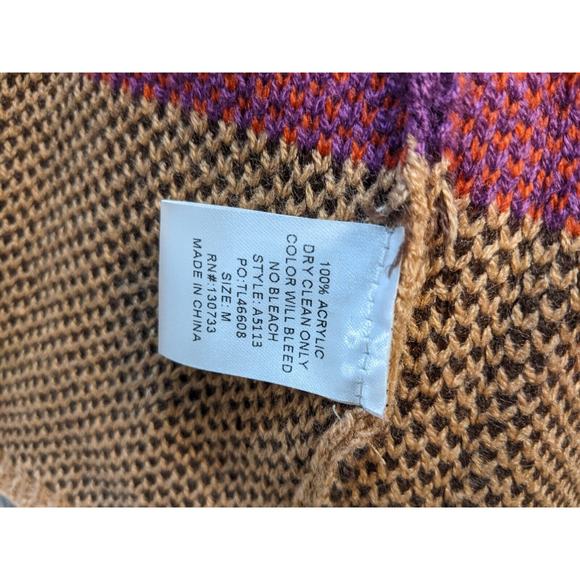 100% ACRYLIC
DRY CLEAN ONLY
COLOR WILL BLEED
NO BLEACH
STYLE: A5113
PO:TL46608
SIZE: M
RN#:130733
MADE IN CHINA